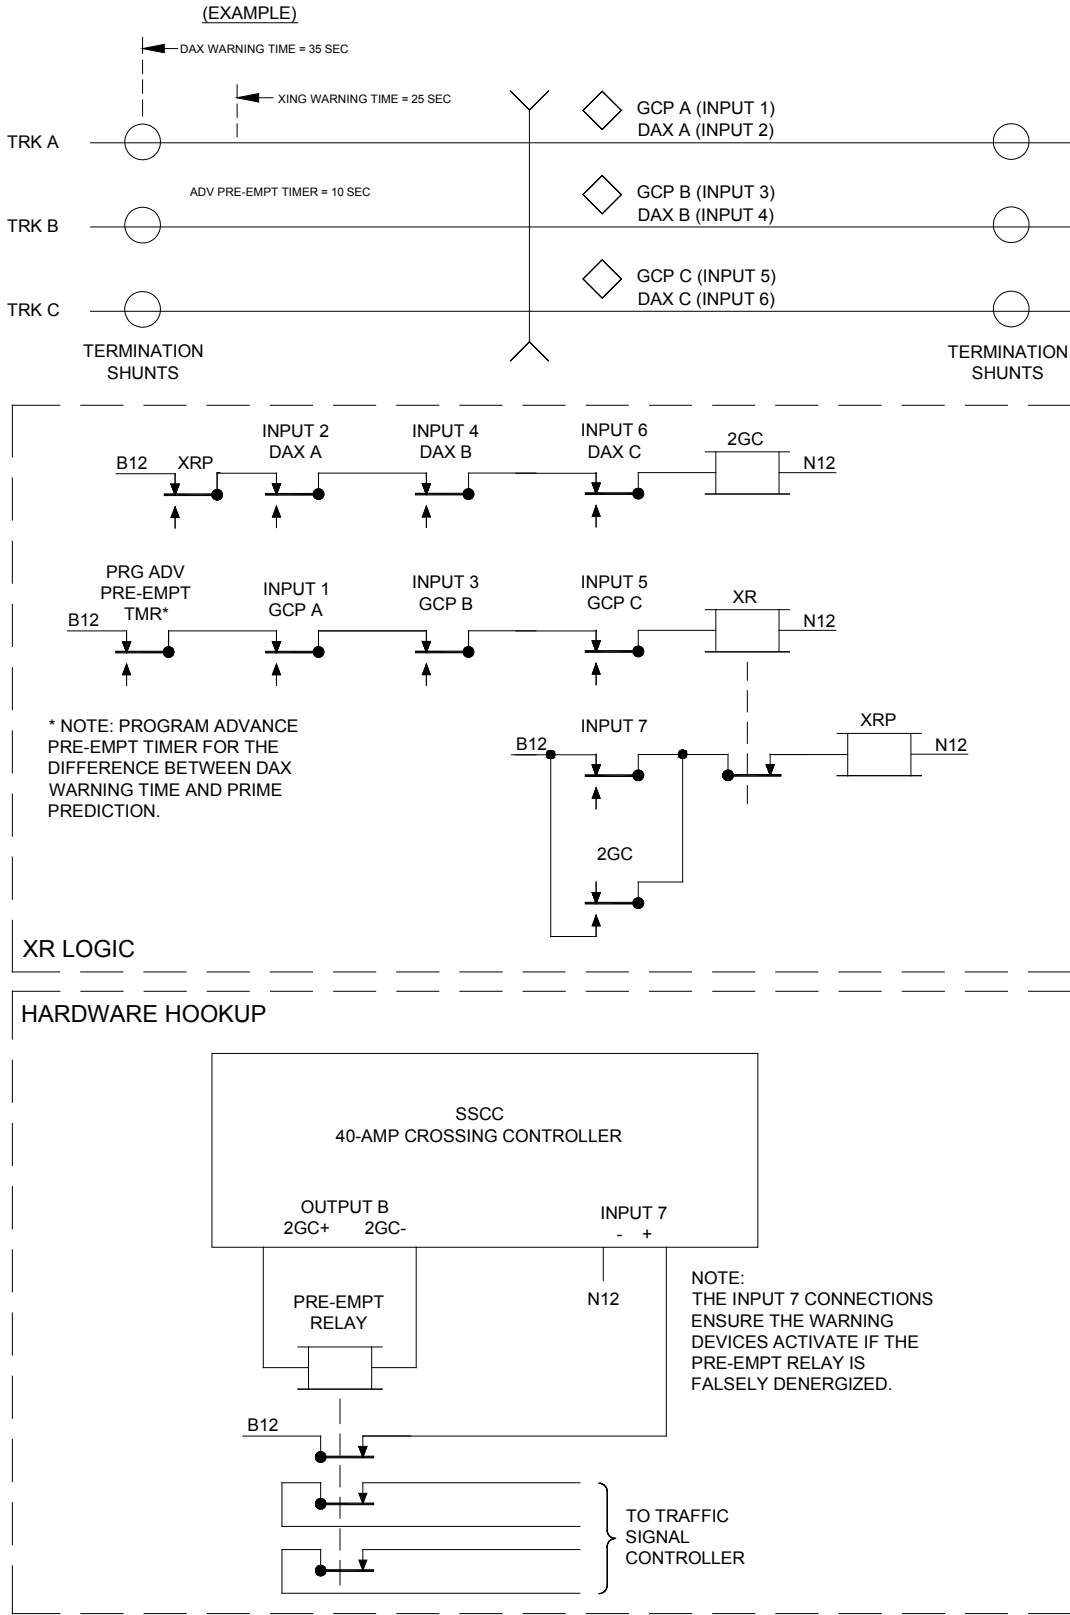 (EXAMPLE)
DAX WARNING TIME = 35 SEC
XING WARNING TIME = 25 SEC
GCP A (INPUT 1)
DAX A (INPUT 2)
TRK A
ADV PRE-EMPT TIMER = 10 SEC
GCP B (INPUT 3)
DAX B (INPUT 4)
TRK B
GCP C (INPUT 5)
DAX C (INPUT 6)
TRK C
TERMINATION
SHUNTS
TERMINATION
SHUNTS
B12
XRP
INPUT 2
DAX A
INPUT 4
DAX B
INPUT 6
DAX C
2GC
N12
B12
PRG ADV
PRE-EMPT
TMR*
INPUT 1
GCP A
INPUT 3
GCP B
INPUT 5
GCP C
XR
N12
* NOTE: PROGRAM ADVANCE
PRE-EMPT TIMER FOR THE
DIFFERENCE BETWEEN DAX
WARNING TIME AND PRIME
PREDICTION.
B12
INPUT 7
XRP
N12
2GC
XR LOGIC
HARDWARE HOOKUP
SSCC
40-AMP CROSSING CONTROLLER
OUTPUT B
2GC+ 2GC-
INPUT 7
- +
N12
PRE-EMPT
RELAY
NOTE:
THE INPUT 7 CONNECTIONS
ENSURE THE WARNING
DEVICES ACTIVATE IF THE
PRE-EMPT RELAY IS
FALSELY DENERGIZED.
B12
TO TRAFFIC
SIGNAL
CONTROLLER